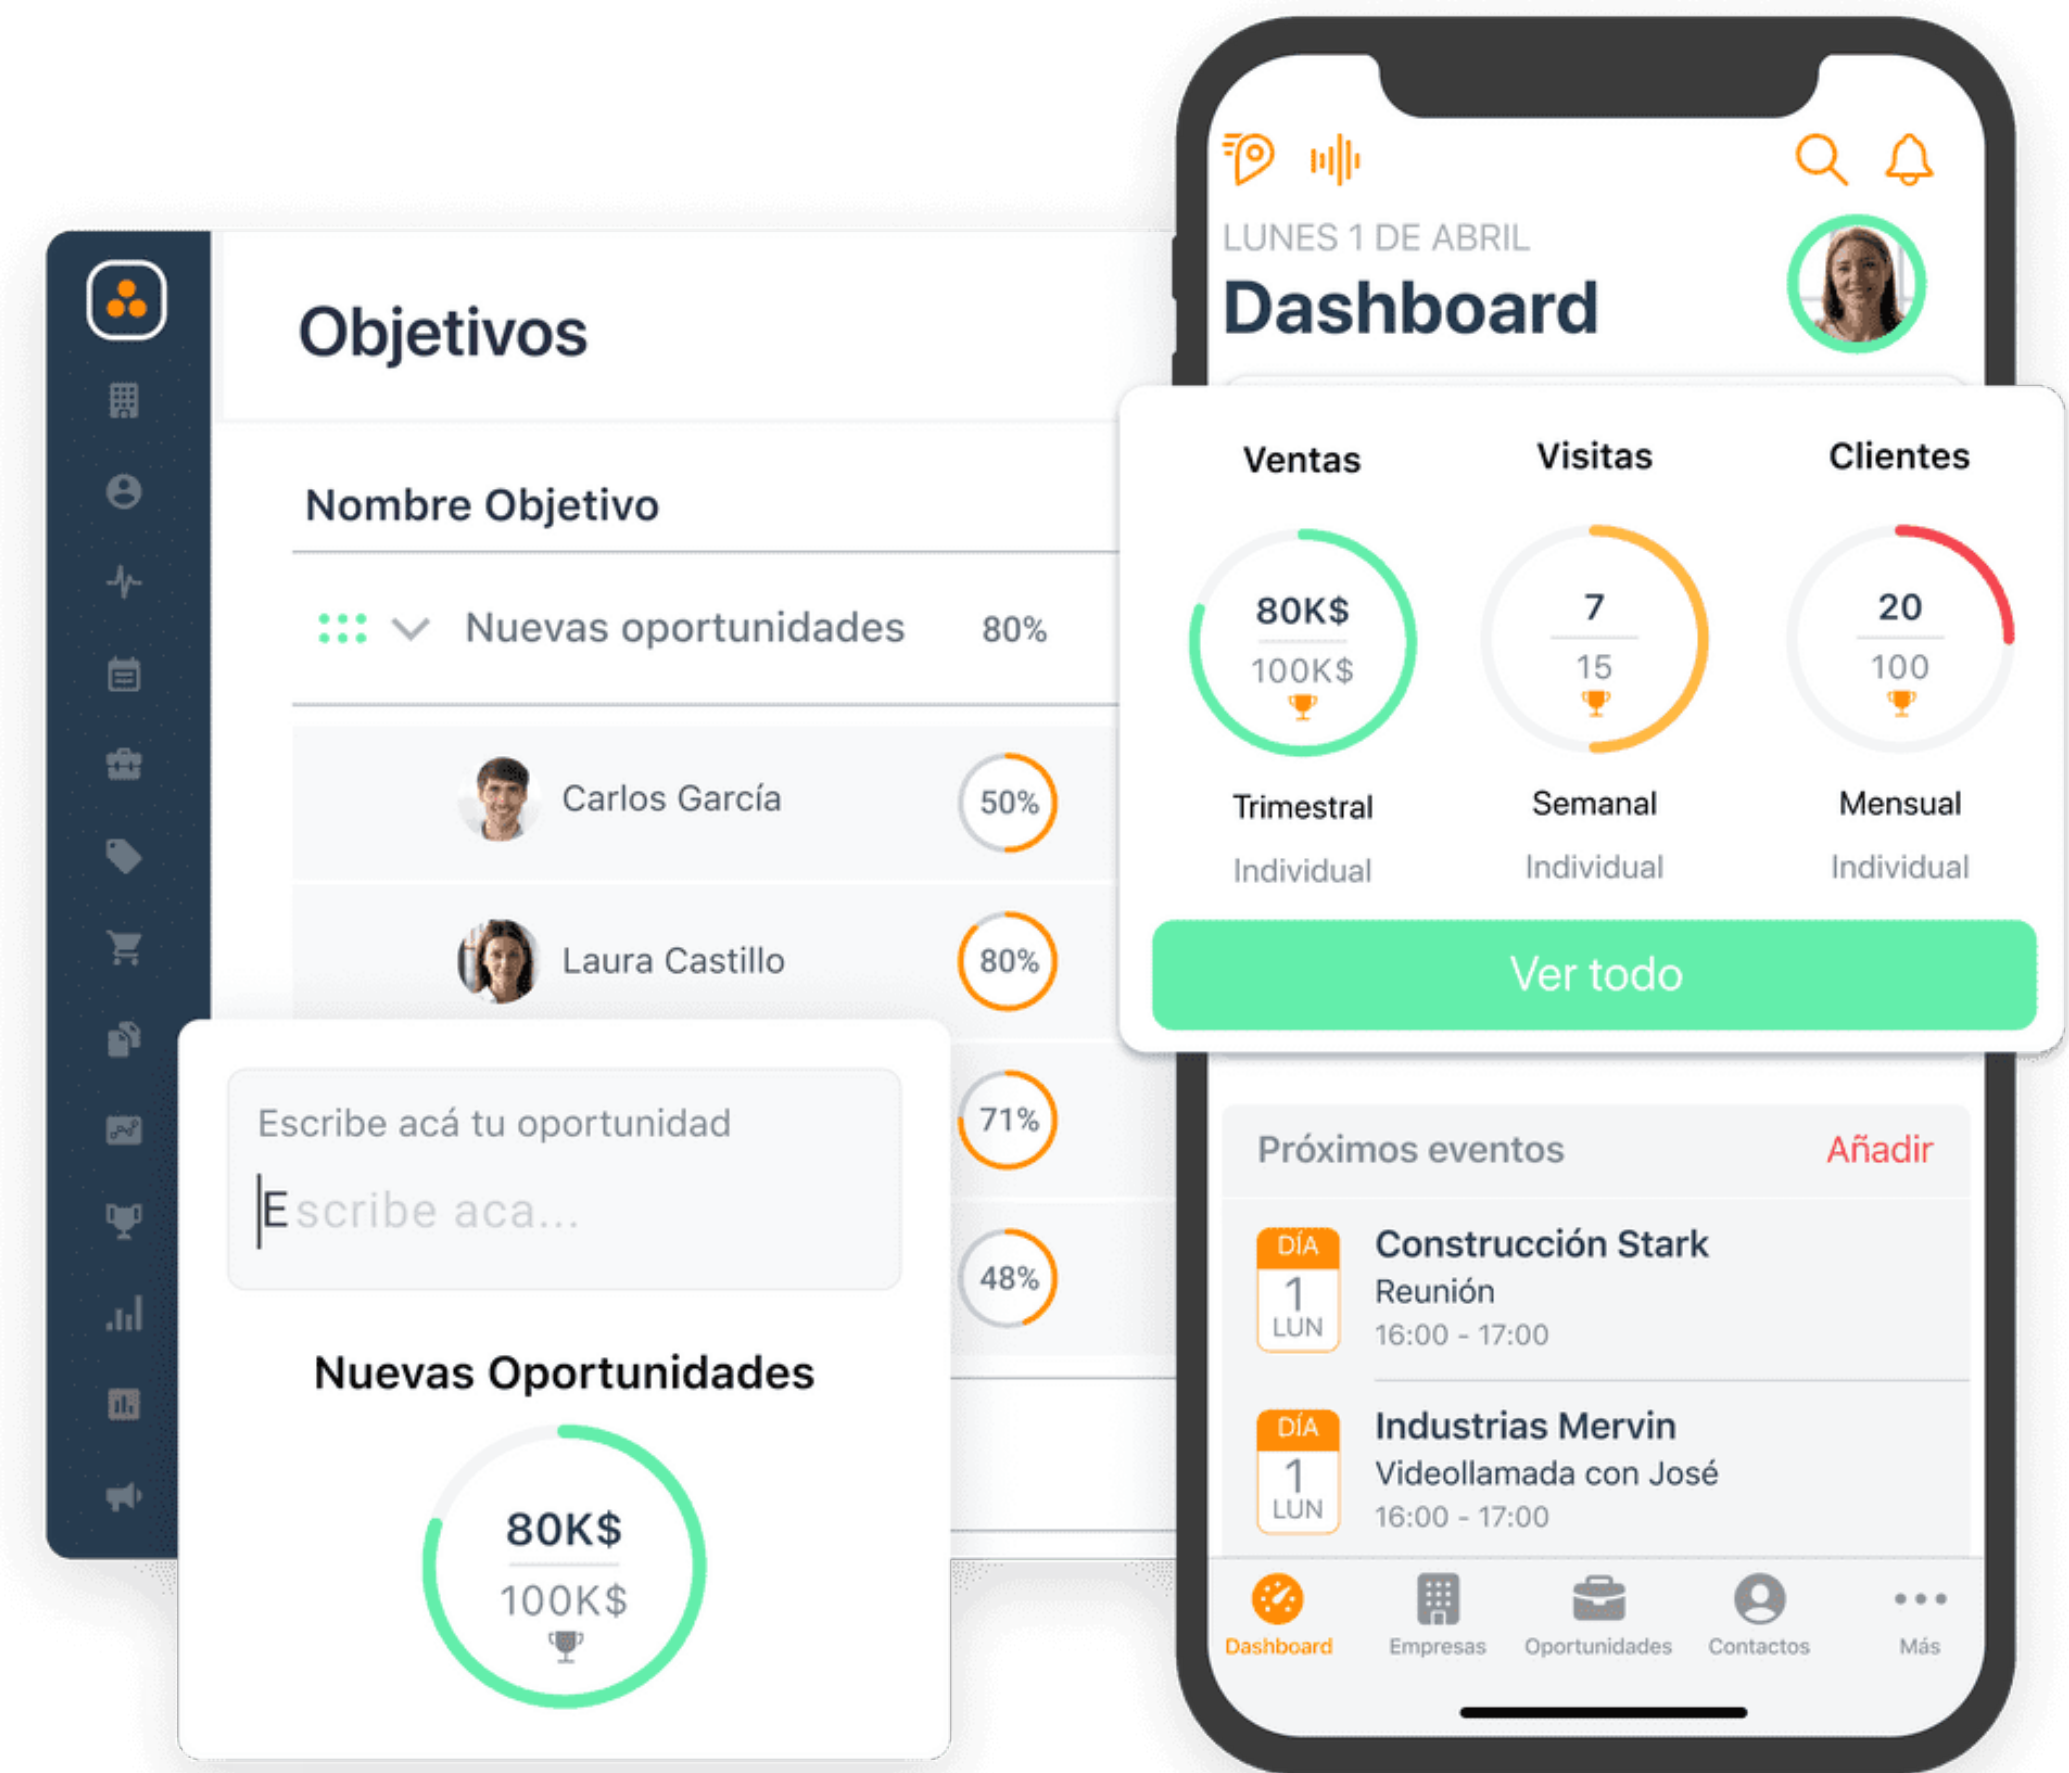 Objetivos
Nombre Objetivo
Nuevas oportunidades 80%
Carlos García 50%
Laura Castillo 80%
71%
48%
Escribe acá tu oportunidad
Escribe aca...
Nuevas Oportunidades
80K$
100K$
LUNES 1 DE ABRIL
Dashboard
Ventas Visitas Clientes
80K$ 7 20
100K$ 15 100
Trimestral Semanal Mensual
Individual Individual Individual
Ver todo
Próximos eventos Añadir
DÍA
1
LUN
Construcción Stark
Reunión
16:00 - 17:00
DÍA
1
LUN
Industrias Mervin
Videollamada con José
16:00 - 17:00
Dashboard Empresas Oportunidades Contactos Más